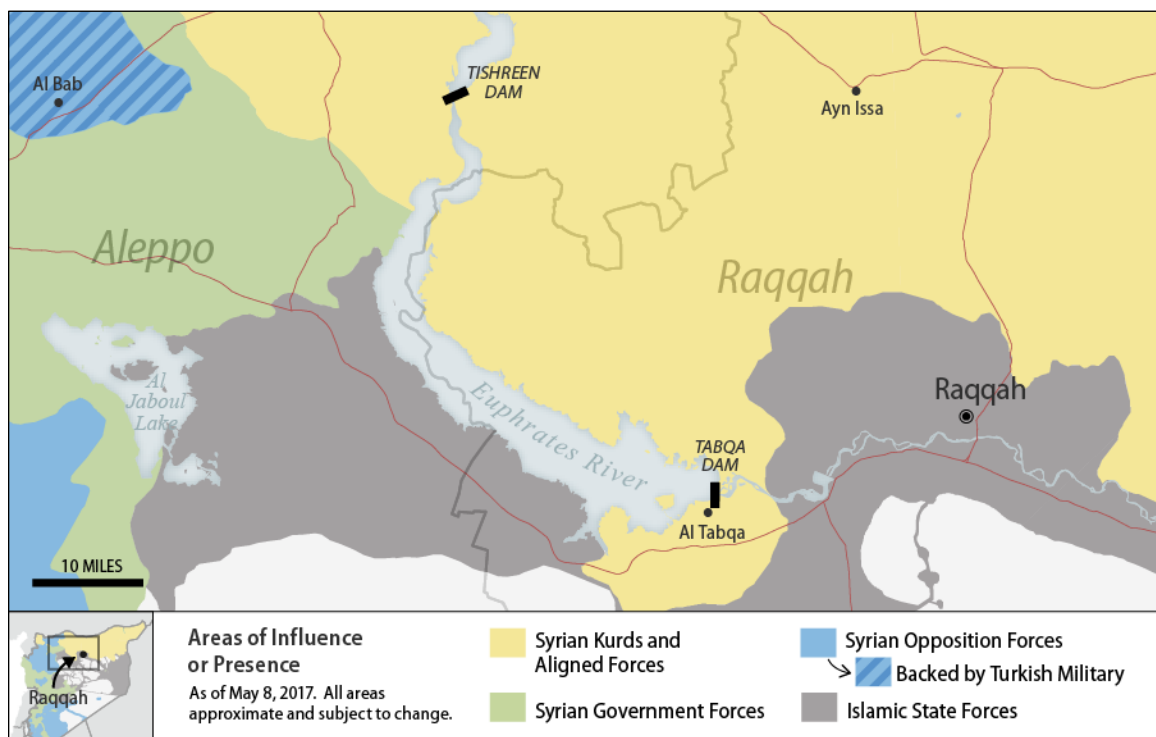 Al Bab
TISHREEN
DAM
Ayn Issa
Aleppo
Raqqah
Al
Jaboul
Lake
Euphrates River
Raqqah
TABQA
DAM
Al Tabqa
10 MILES
Raqqah
Areas of Influence
or Presence
As of May 8, 2017. All areas
approximate and subject to change.
Syrian Kurds and
Aligned Forces
Syrian Government Forces
Syrian Opposition Forces
Backed by Turkish Military
Islamic State Forces